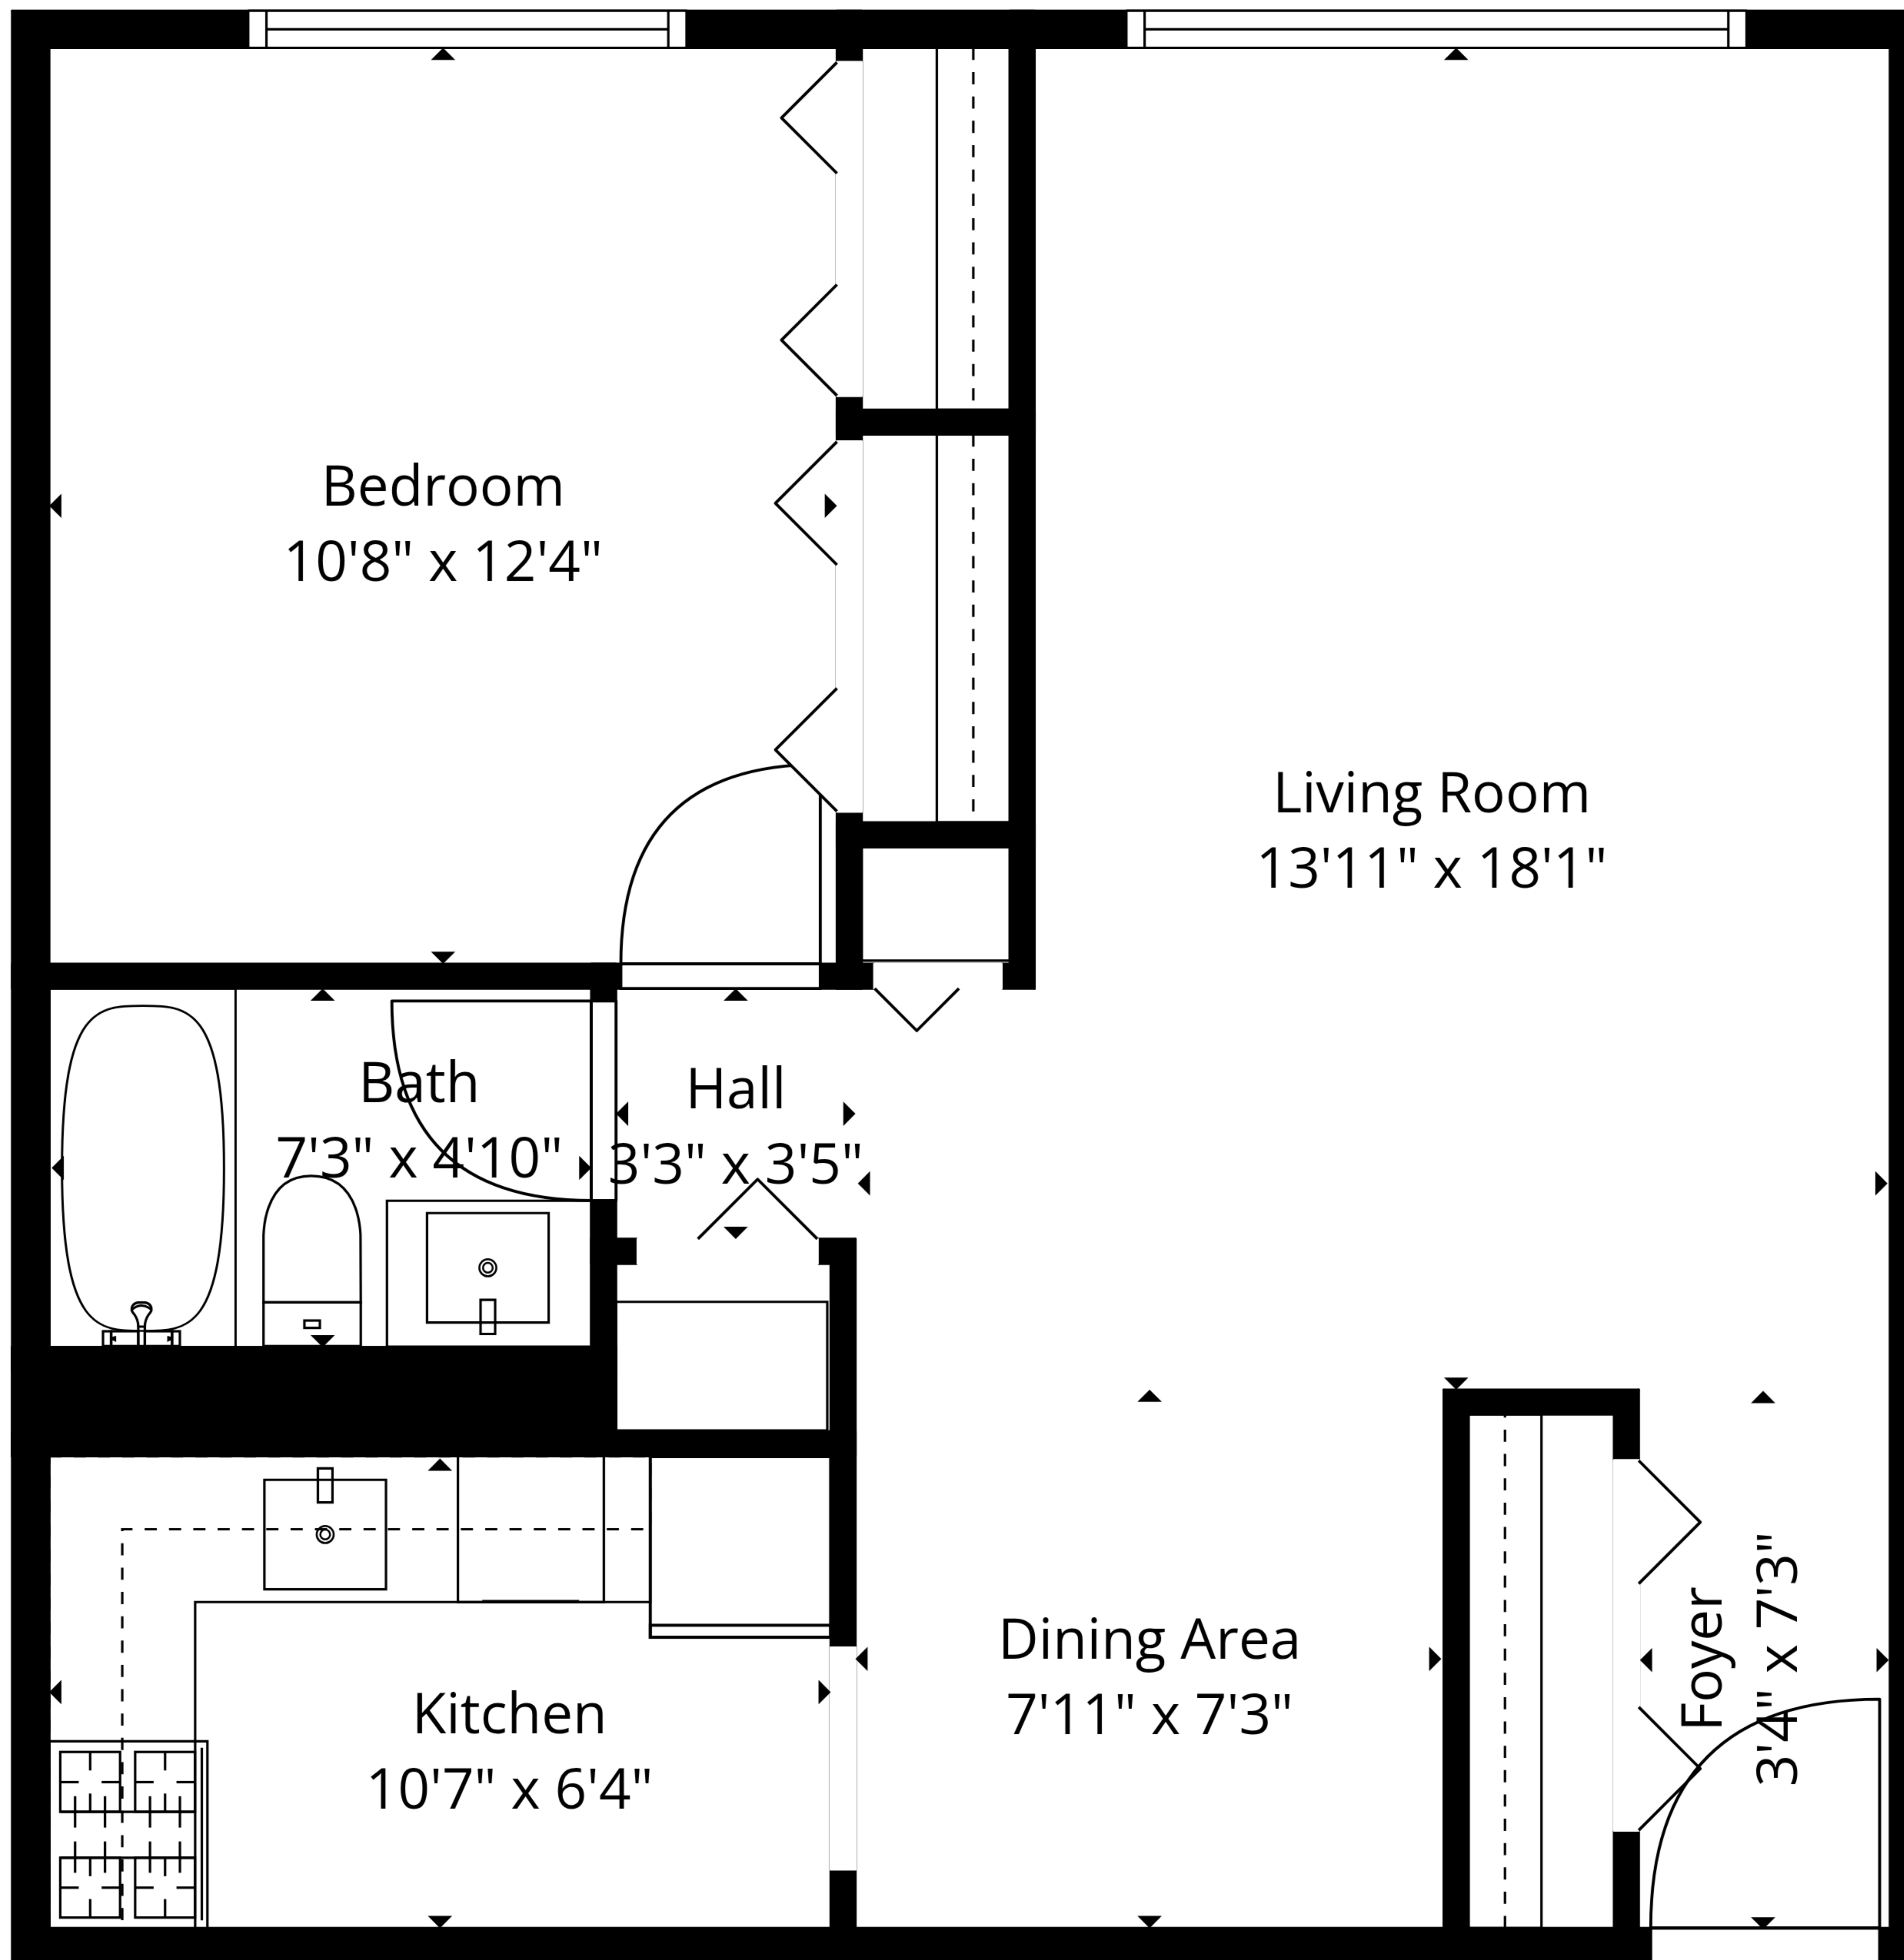 Bedroom
10'8" x 12'4"
Living Room
13'11" x 18'1"
Bath
7'3" x 4'10"
Hall
3'3" x 3'5"
Dining Area
7'11" x 7'3"
Foyer
3'4" x 7'3"
Kitchen
10'7" x 6'4"